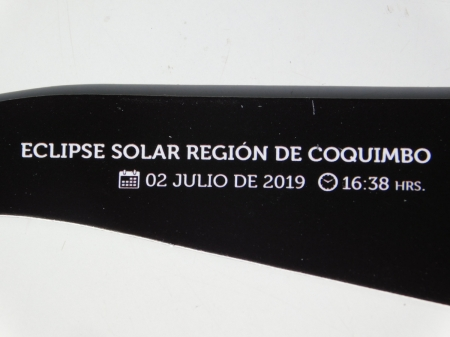 ECLIPSE SOLAR REGIÓN DE COQUIMBO
02 JULIO DE 2019 16:38 HRS.